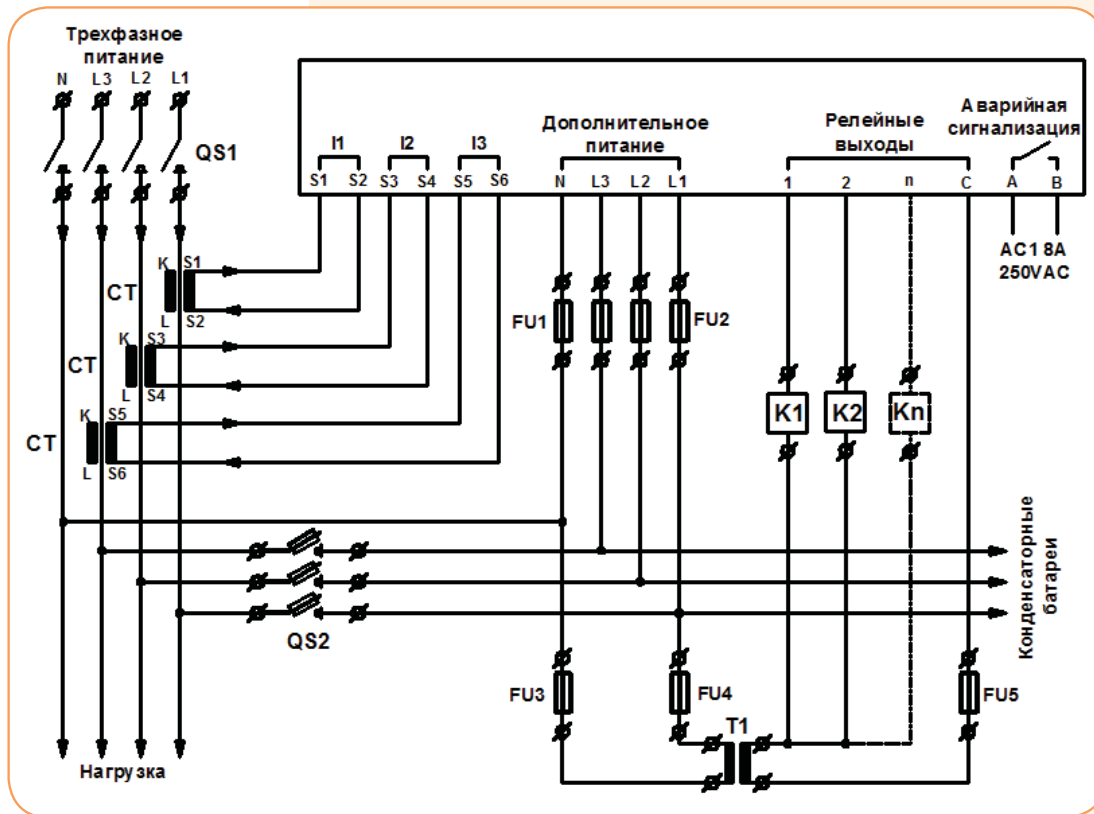 Трехфазное
питание
N L3 L2 L1
QS1
I1 I2 I3
S1 S2 S3 S4 S5 S6
Дополнительное
питание
N L3 L2 L1
Релейные
выходы
1 2 n C
Аварийная
сигнализация
A B
AC1 8A
250VAC
K S1
CT
L S2
K S3
CT
L S4
K S5
CT
L S6
FU1 FU2
K1 K2 Kn
QS2
Конденсаторные
батареи
FU3 FU4 FU5
T1
Нагрузка